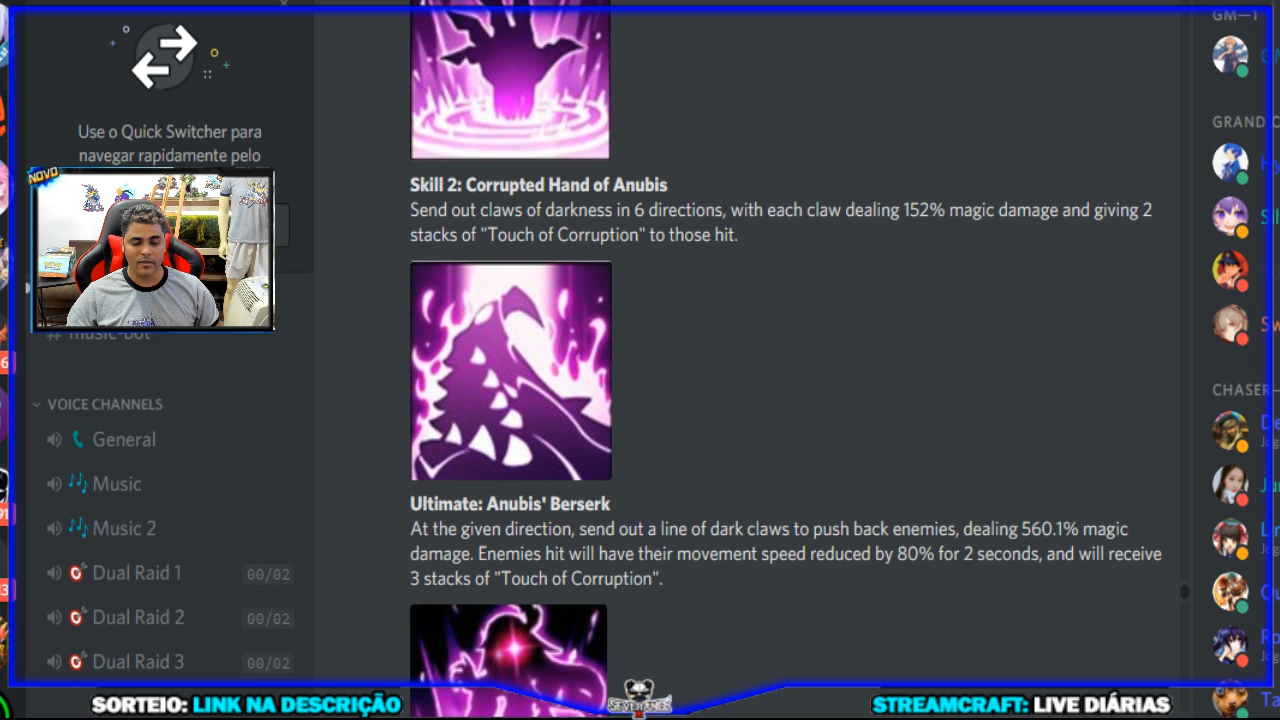 Use o Quick Switcher para
navegar rapidamente pelo
NOVO
# music-bot
VOICE CHANNELS
General
Music
Music 2
Dual Raid 1 00/02
Dual Raid 2 00/02
Dual Raid 3 00/02
Skill 2: Corrupted Hand of Anubis
Send out claws of darkness in 6 directions, with each claw dealing 152% magic damage and giving 2
stacks of "Touch of Corruption" to those hit.
Ultimate: Anubis' Berserk
At the given direction, send out a line of dark claws to push back enemies, dealing 560.1% magic
damage. Enemies hit will have their movement speed reduced by 80% for 2 seconds, and will receive
3 stacks of "Touch of Corruption".
GM—1
GRAND C
CHASER—
SORTEIO: LINK NA DESCRIÇÃO
STREAMCRAFT: LIVE DIÁRIAS